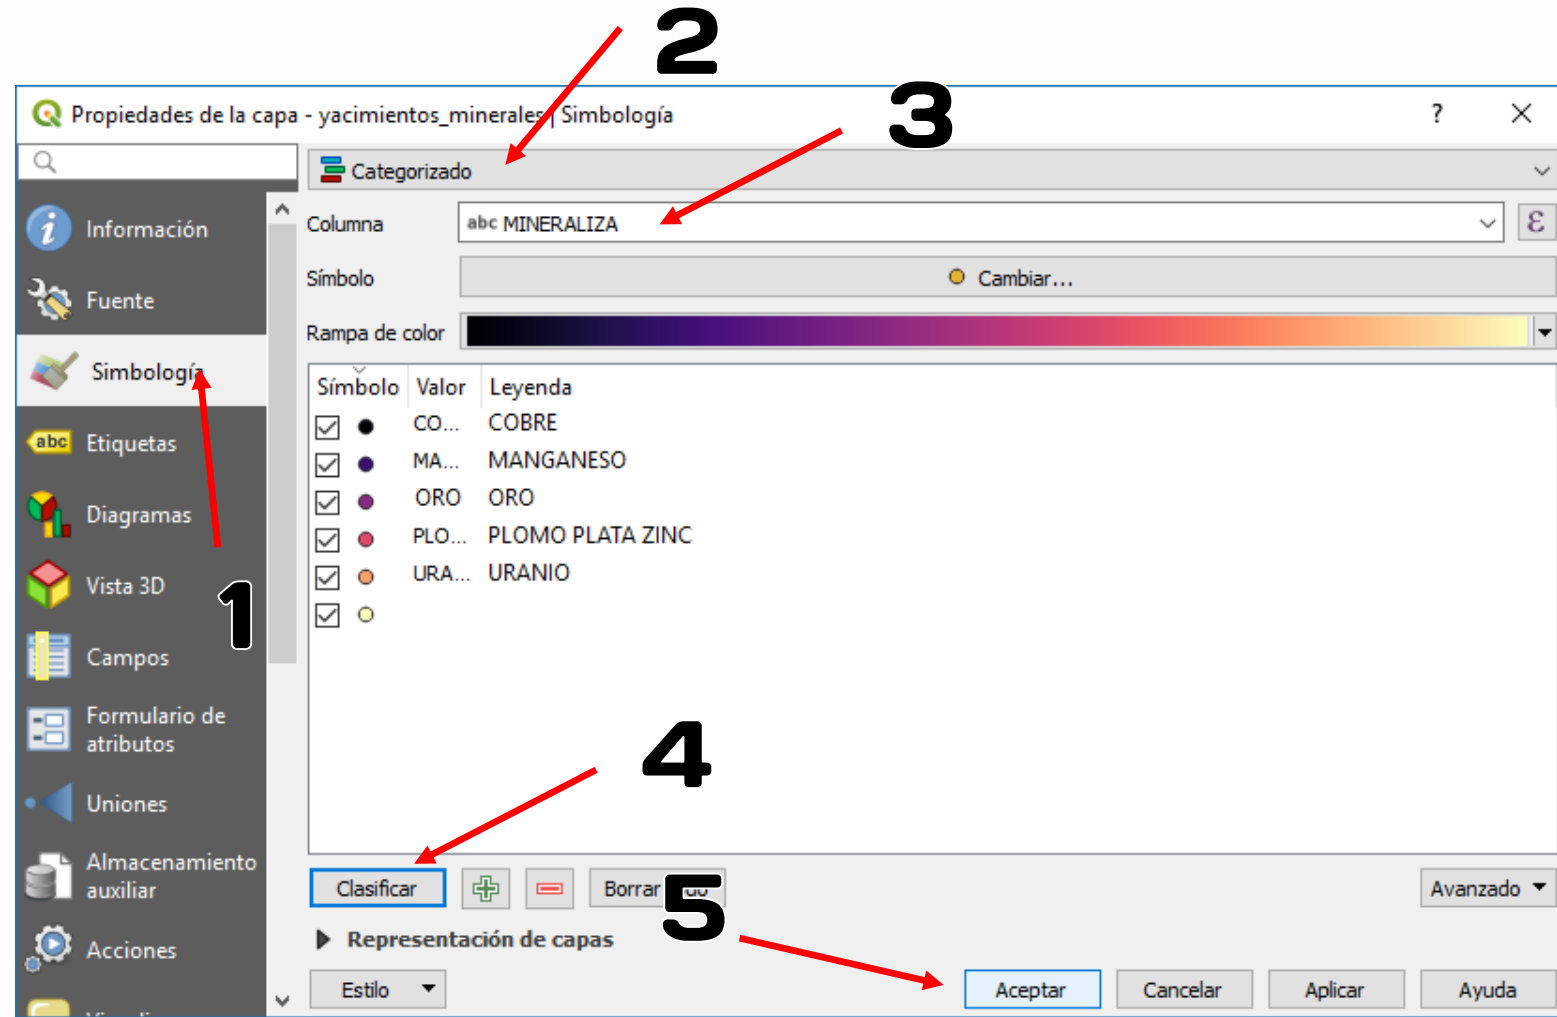 2
3
Propiedades de la capa - yacimientos_minerales | Simbología
?
Categorizado
Información
Columna
abc MINERALIZA
ε
Símbolo
Cambiar...
Fuente
Rampa de color
Simbología
Símbolo Valor Leyenda
CO... COBRE
abc Etiquetas
MA... MANGANESO
ORO ORO
Diagramas
PLO... PLOMO PLATA ZINC
URA... URANIO
Vista 3D
1
Campos
Formulario de
atributos
4
Uniones
Almacenamiento
auxiliar
Clasificar
Borrar
5
Avanzado
Acciones
Representación de capas
Estilo
Aceptar
Cancelar
Aplicar
Ayuda